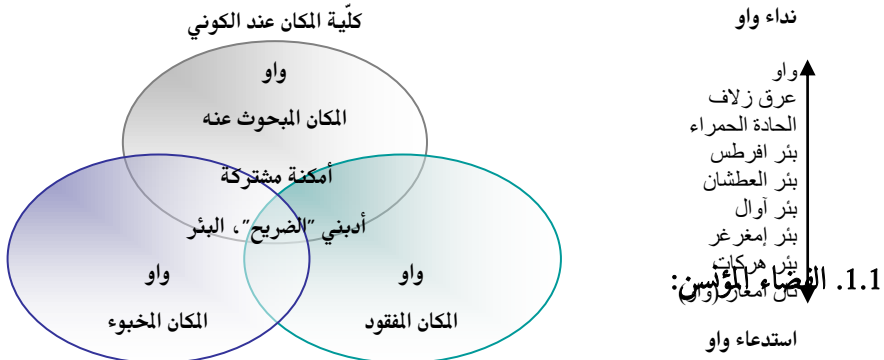 نداء واو
كلّية المكان عند الكوني
واو
عرق زلاف
الحادة الحمراء
بئر افرطس
بئر العطشان
بئر آوال
بئر إمغرغر
بئر هركات
(واو)
استدعاء واو
واو
المكان المبحوث عنه
أمكنة مشتركة
أدبني "الضريح"، البئر
واو
المكان المفقود
واو
المكان المخبوء
1.1. الفضاء المؤنسن: